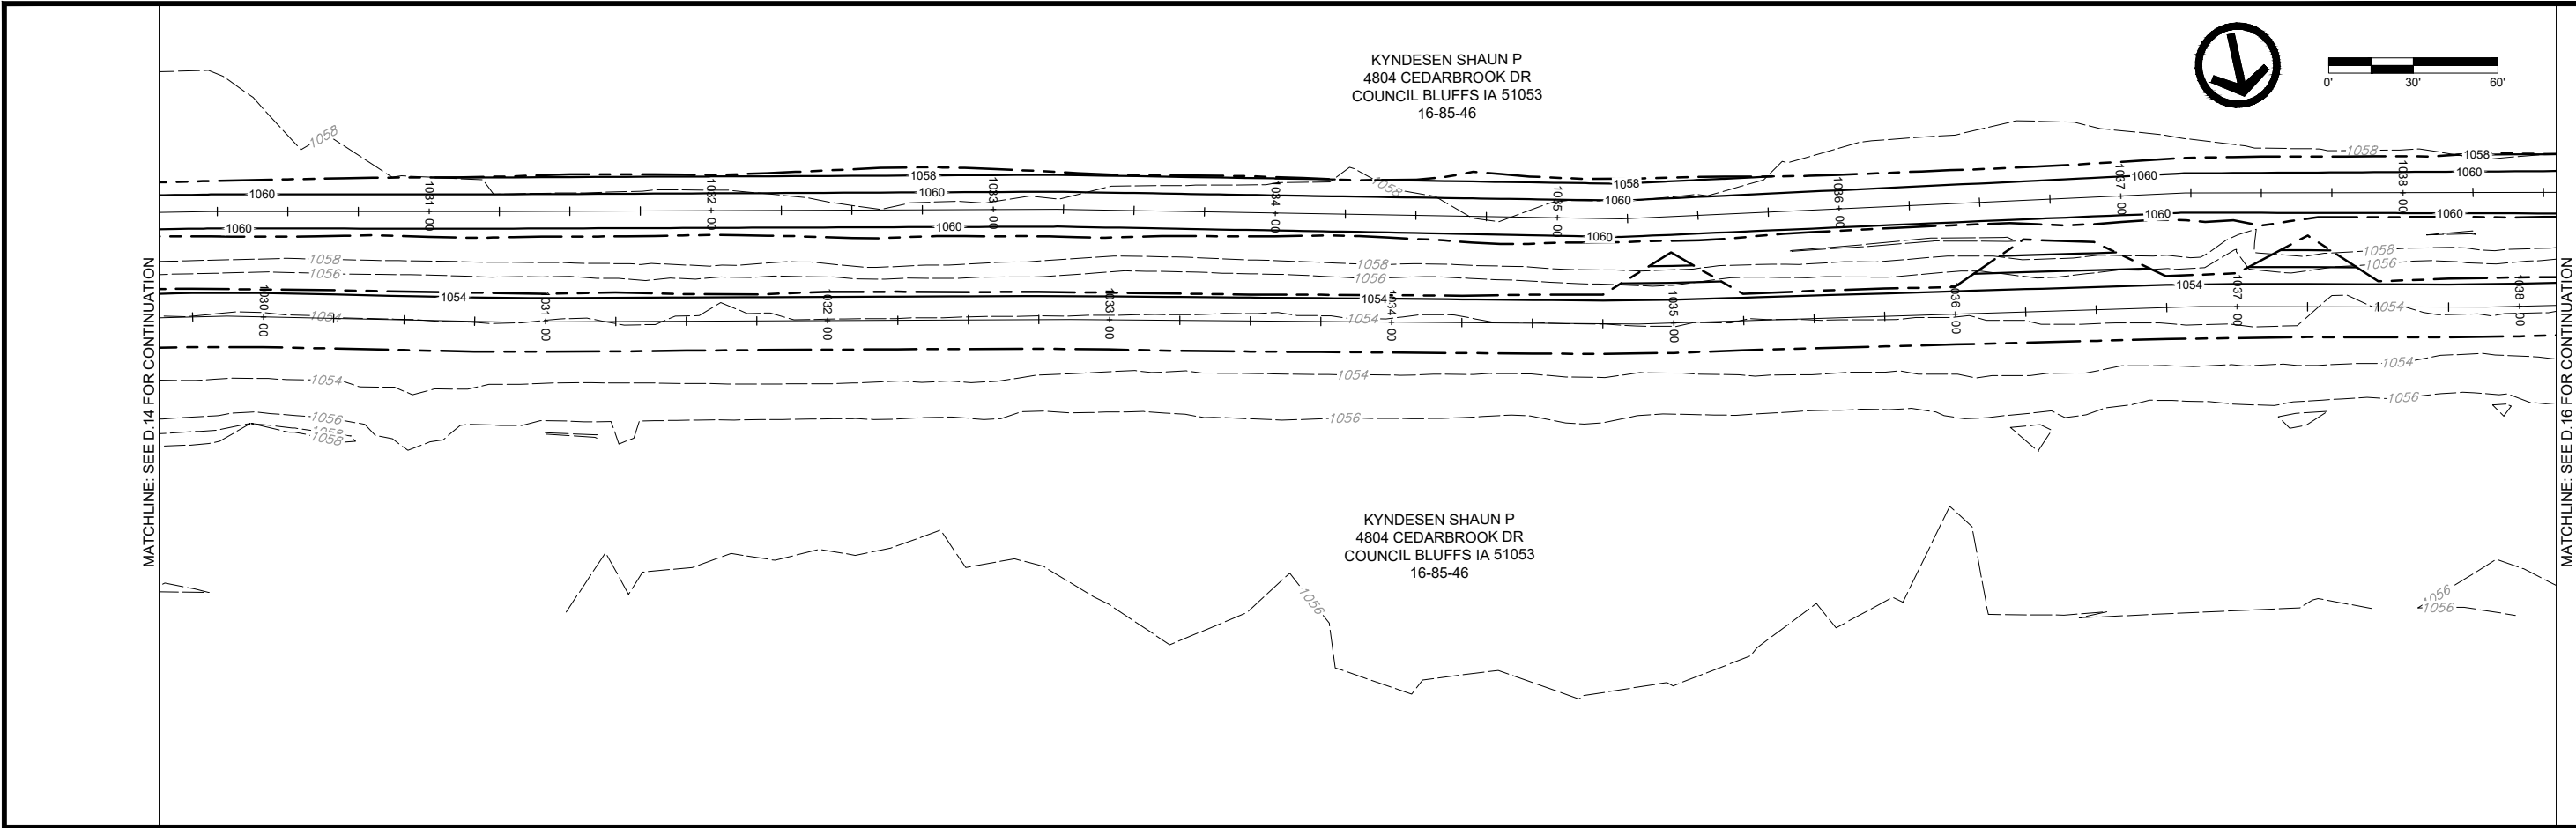 KYNDESEN SHAUN P
4804 CEDARBROOK DR
COUNCIL BLUFFS IA 51053
16-85-46
0' 30' 60'
1058
1058 1058
1058 1058 1058
1060 1060 1060 1060 1060
1031 + 00 1032 + 00 1033 + 00 1034 + 00 1035 + 00 1036 + 00 1037 + 00 1038 + 00
1060 1060 1060 1060 1060
1058 1058 1058
1056 1056 1056
1054 1054 1054
1030 + 00 1031 + 00 1032 + 00 1033 + 00 1034 + 00 1035 + 00 1036 + 00 1037 + 00 1038 + 00
1054 1054 1054
1054 1054 1054
1056 1056 1056
1058
1058
KYNDESEN SHAUN P
4804 CEDARBROOK DR
COUNCIL BLUFFS IA 51053
16-85-46
1056 1056
1056
MATCHLINE: SEE D.14 FOR CONTINUATION
MATCHLINE: SEE D.16 FOR CONTINUATION